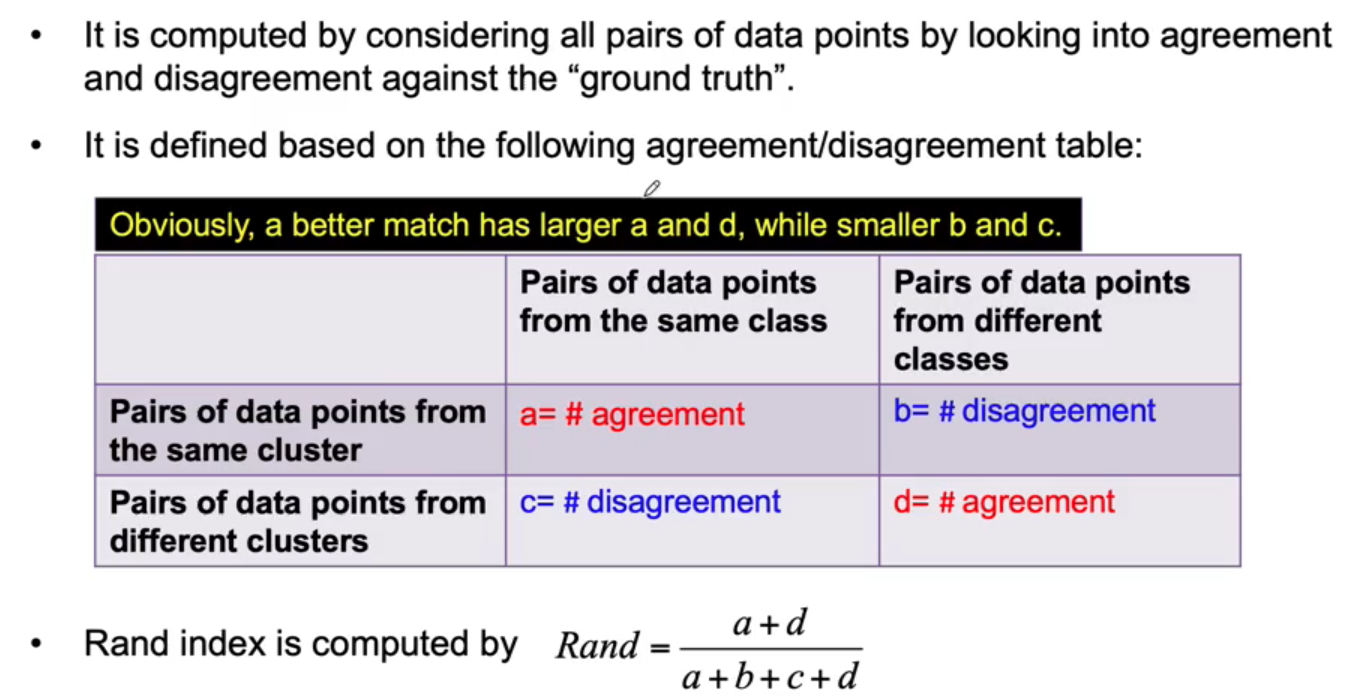 • It is computed by considering all pairs of data points by looking into agreement
and disagreement against the “ground truth”.
• It is defined based on the following agreement/disagreement table:
Obviously, a better match has larger a and d, while smaller b and c.
Pairs of data points
from the same class
Pairs of data points
from different
classes
Pairs of data points from
the same cluster
a= # agreement
b= # disagreement
Pairs of data points from
different clusters
c= # disagreement
d= # agreement
• Rand index is computed by Rand = (a+d)/(a+b+c+d)